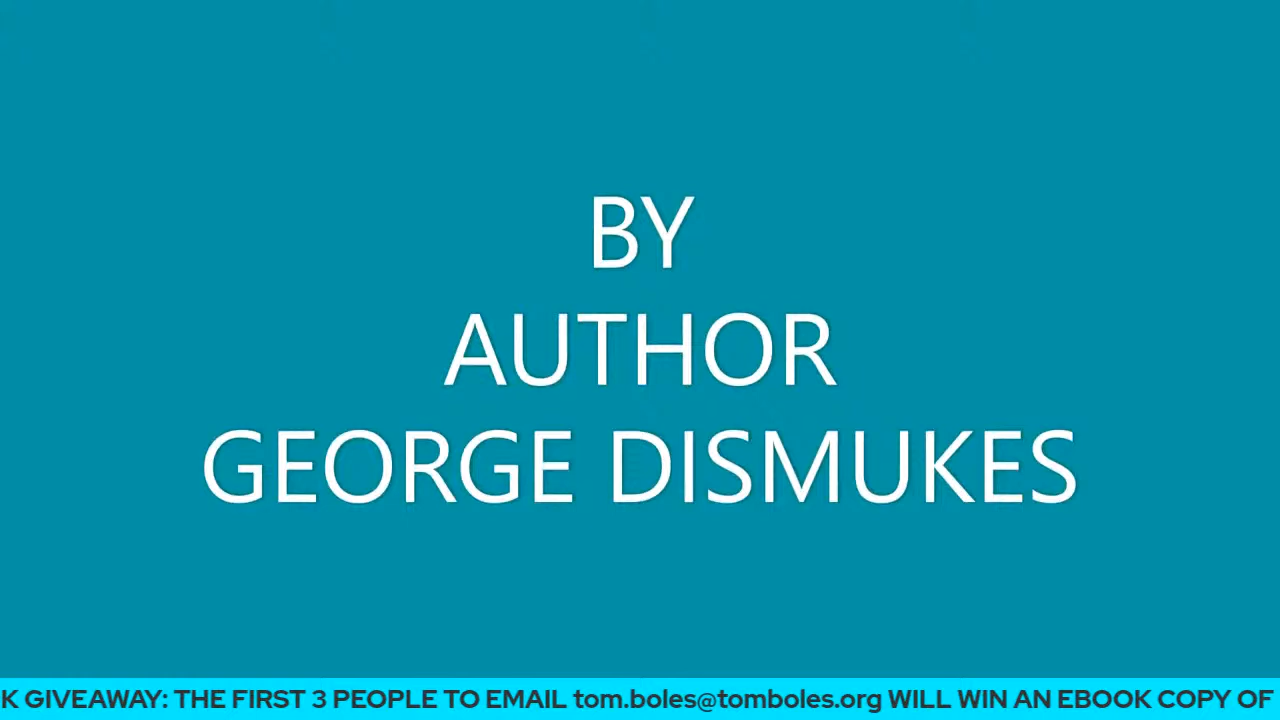 BY
AUTHOR
GEORGE DISMUKES
K GIVEAWAY: THE FIRST 3 PEOPLE TO EMAIL tom.boles@tomboles.org WILL WIN AN EBOOK COPY OF